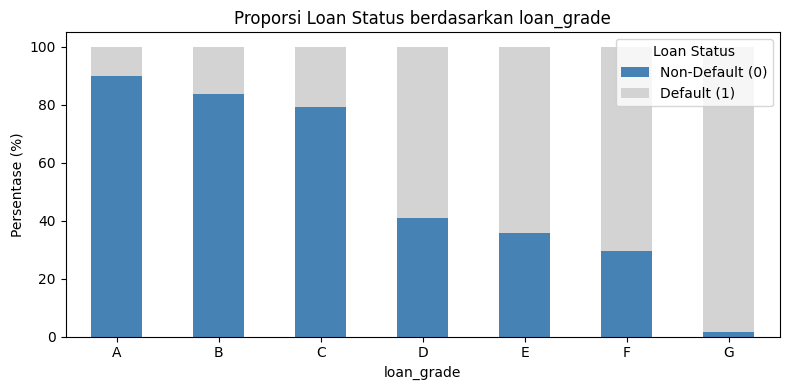 Proporsi Loan Status berdasarkan loan_grade
Loan Status
Non-Default (0)
Default (1)
Persentase (%)
100
80
60
40
20
0
A B C D E F G
loan_grade